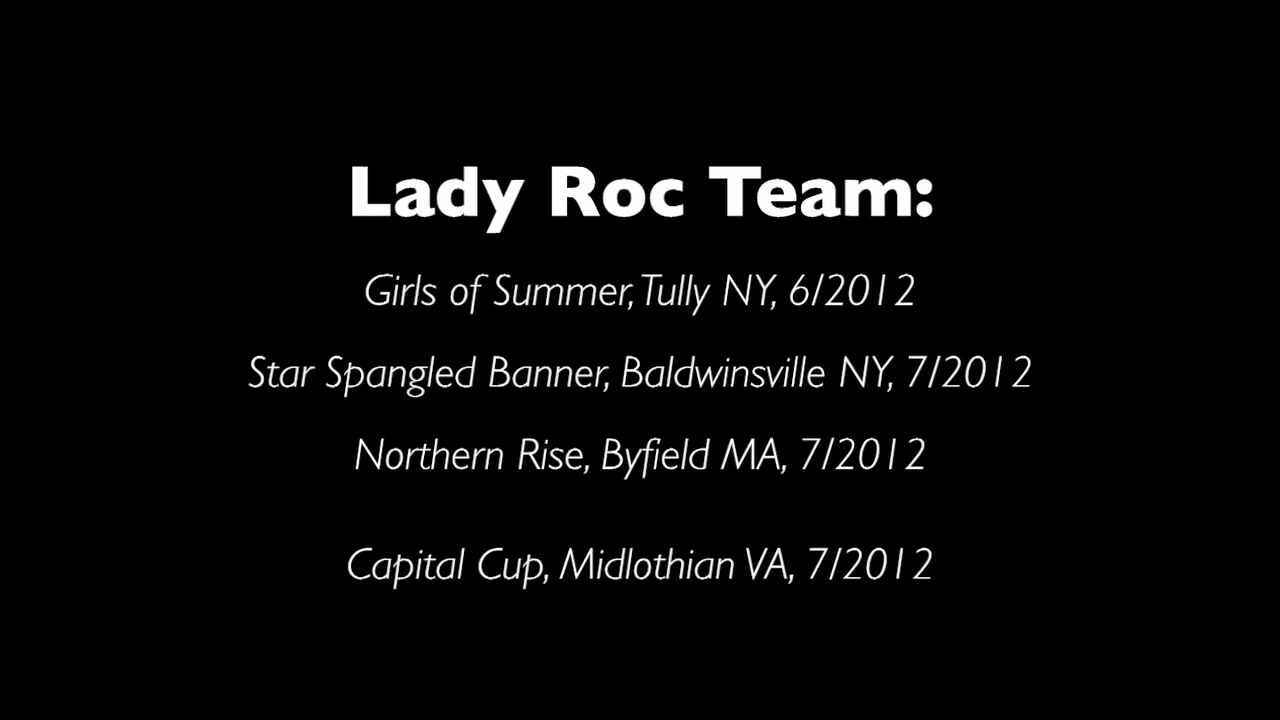 Lady Roc Team:
Girls of Summer, Tully NY, 6/2012
Star Spangled Banner, Baldwinsville NY, 7/2012
Northern Rise, Byfield MA, 7/2012
Capital Cup, Midlothian VA, 7/2012